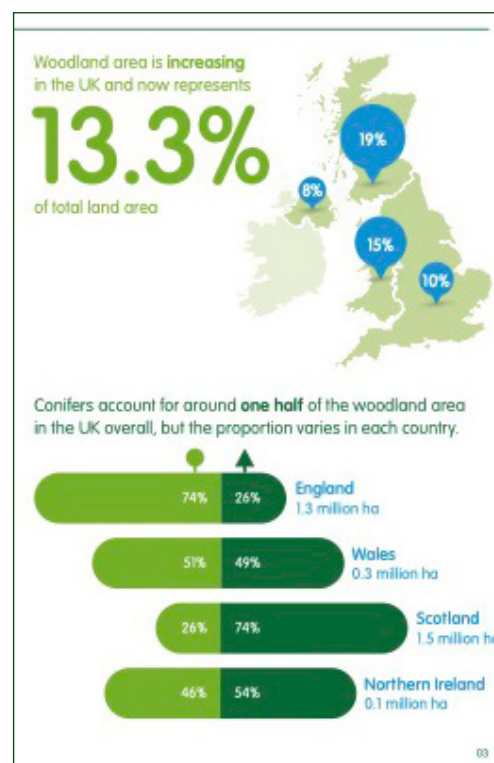 Woodland area is increasing
in the UK and now represents
13.3%
of total land area
19%
8%
15%
10%
Conifers account for around one half of the woodland area
in the UK overall, but the proportion varies in each country.
74% 26% England
1.3 million ha
51% 49% Wales
0.3 million ha
26% 74% Scotland
1.5 million ha
46% 54% Northern Ireland
0.1 million ha
03